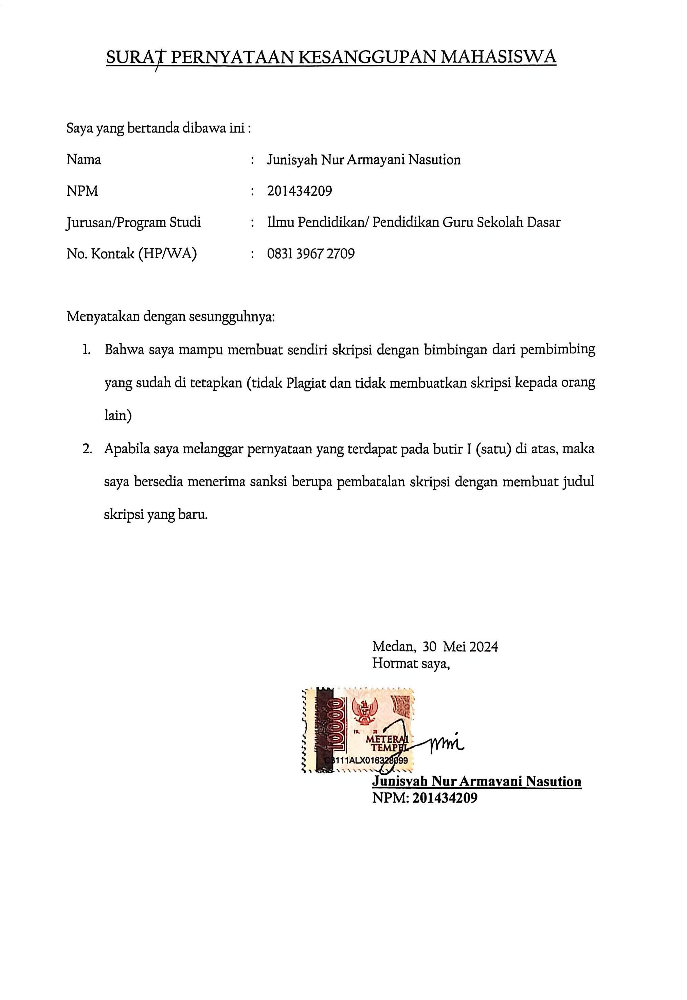 SURAT PERNYATAAN KESANGGUPAN MAHASISWA
Saya yang bertanda dibawa ini :
Nama : Junisyah Nur Armayani Nasution
NPM : 201434209
Jurusan/Program Studi : Ilmu Pendidikan/ Pendidikan Guru Sekolah Dasar
No. Kontak (HP/WA) : 0831 3967 2709
Menyatakan dengan sesungguhnya:
1. Bahwa saya mampu membuat sendiri skripsi dengan bimbingan dari pembimbing
yang sudah di tetapkan (tidak Plagiat dan tidak membuatkan skripsi kepada orang
lain)
2. Apabila saya melanggar pernyataan yang terdapat pada butir I (satu) di atas, maka
saya bersedia menerima sanksi berupa pembatalan skripsi dengan membuat judul
skripsi yang baru.
Medan, 30 Mei 2024
Hormat saya,
10000
TGL. 20
METERAI
TEMPEL
111ALX016328099
Junisyah Nur Armayani Nasution
NPM: 201434209